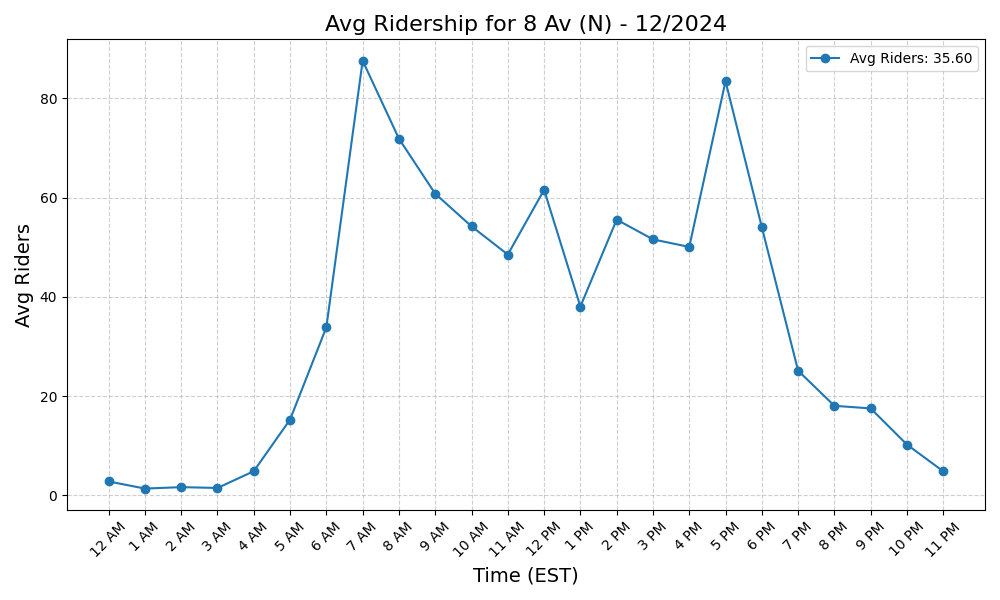 Avg Ridership for 8 Av (N) - 12/2024
Avg Riders: 35.60
Avg Riders
80
60
40
20
0
12 AM
1 AM
2 AM
3 AM
4 AM
5 AM
6 AM
7 AM
8 AM
9 AM
10 AM
11 AM
12 PM
1 PM
2 PM
3 PM
4 PM
5 PM
6 PM
7 PM
8 PM
9 PM
10 PM
11 PM
Time (EST)